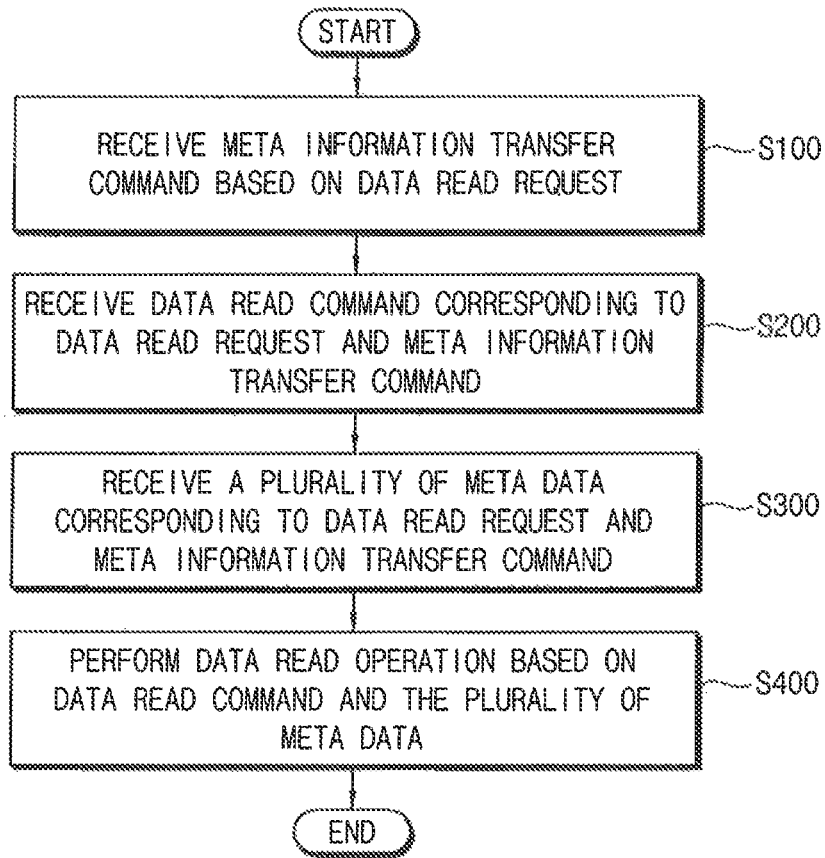 START
RECEIVE META INFORMATION TRANSFER
COMMAND BASED ON DATA READ REQUEST
S100
RECEIVE DATA READ COMMAND CORRESPONDING TO
DATA READ REQUEST AND META INFORMATION
TRANSFER COMMAND
S200
RECEIVE A PLURALITY OF META DATA
CORRESPONDING TO DATA READ REQUEST AND
META INFORMATION TRANSFER COMMAND
S300
PERFORM DATA READ OPERATION BASED ON
DATA READ COMMAND AND THE PLURALITY OF
META DATA
S400
END